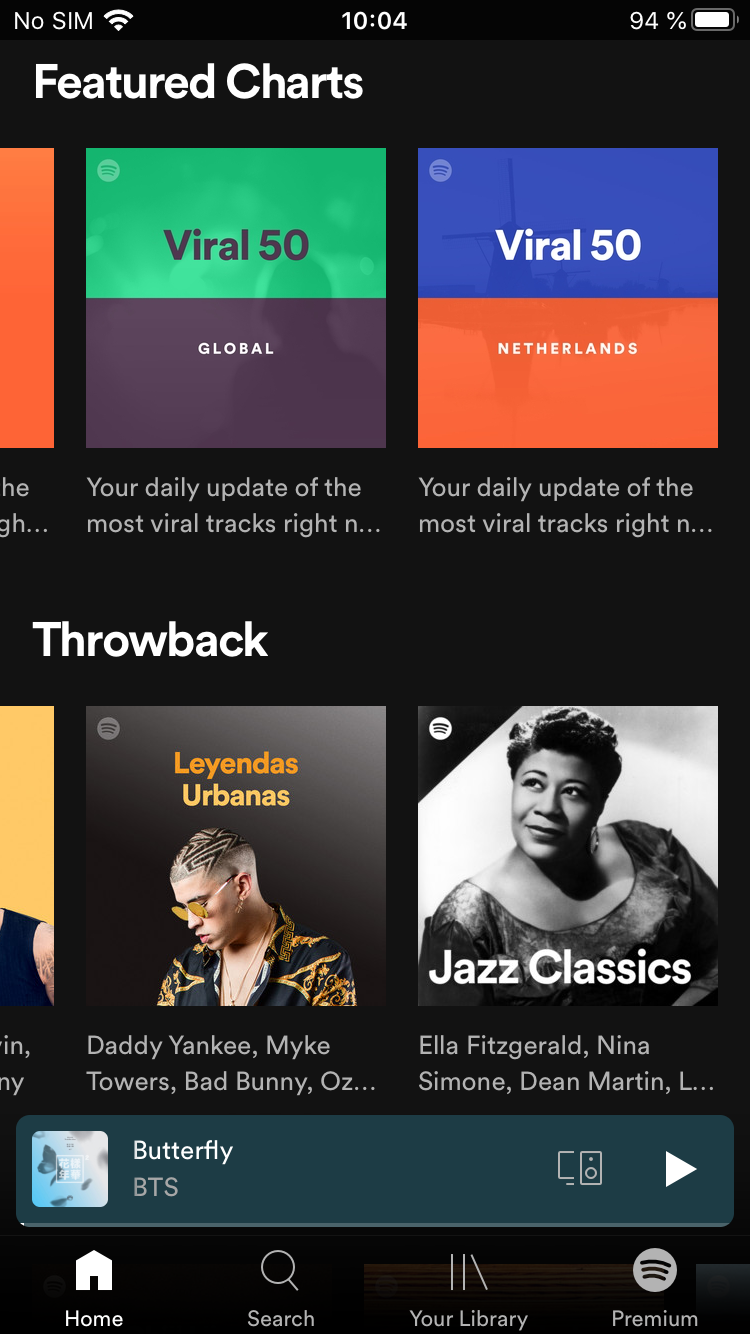 No SIM 10:04 94 %
Featured Charts
Viral 50
GLOBAL
Viral 50
NETHERLANDS
he
gh...
Your daily update of the
most viral tracks right n...
Your daily update of the
most viral tracks right n...
Throwback
Leyendas
Urbanas
Jazz Classics
in,
ny
Daddy Yankee, Myke
Towers, Bad Bunny, Oz...
Ella Fitzgerald, Nina
Simone, Dean Martin, L...
Butterfly
BTS
Home
Search
Your Library
Premium